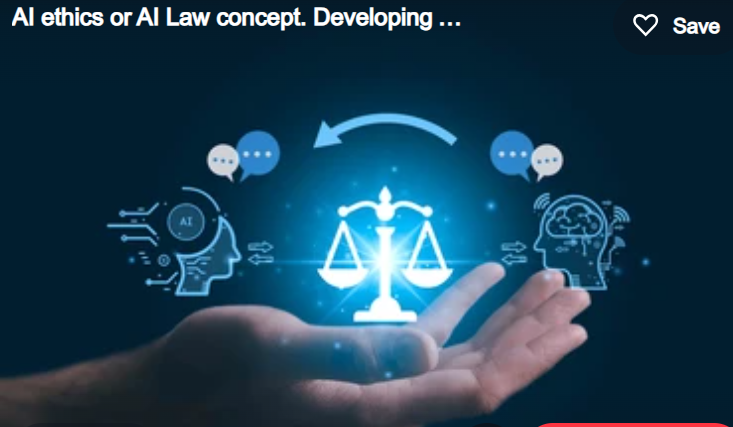 AI ethics or AI Law concept. Developing ...
Save
AI